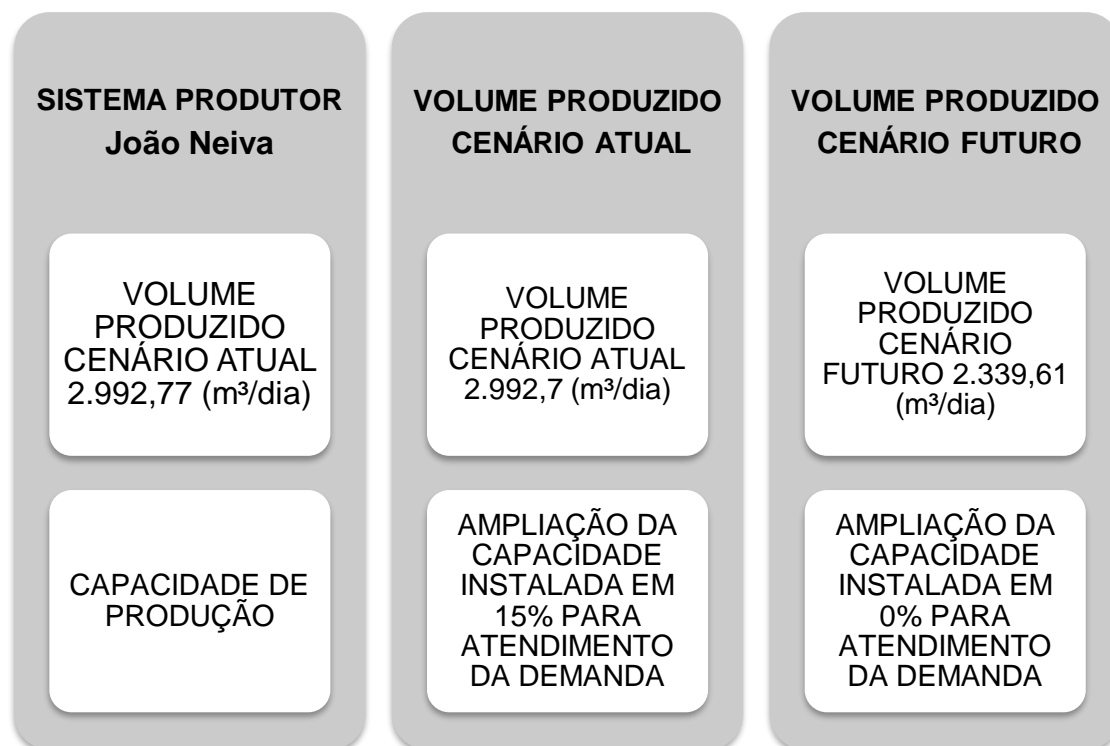 SISTEMA PRODUTOR
João Neiva
VOLUME
PRODUZIDO
CENÁRIO ATUAL
2.992,77 (m³/dia)
CAPACIDADE DE
PRODUÇÃO
VOLUME PRODUZIDO
CENÁRIO ATUAL
VOLUME
PRODUZIDO
CENÁRIO ATUAL
2.992,7 (m³/dia)
AMPLIAÇÃO DA
CAPACIDADE
INSTALADA EM
15% PARA
ATENDIMENTO
DA DEMANDA
VOLUME PRODUZIDO
CENÁRIO FUTURO
VOLUME
PRODUZIDO
CENÁRIO
FUTURO 2.339,61
(m³/dia)
AMPLIAÇÃO DA
CAPACIDADE
INSTALADA EM
0% PARA
ATENDIMENTO
DA DEMANDA